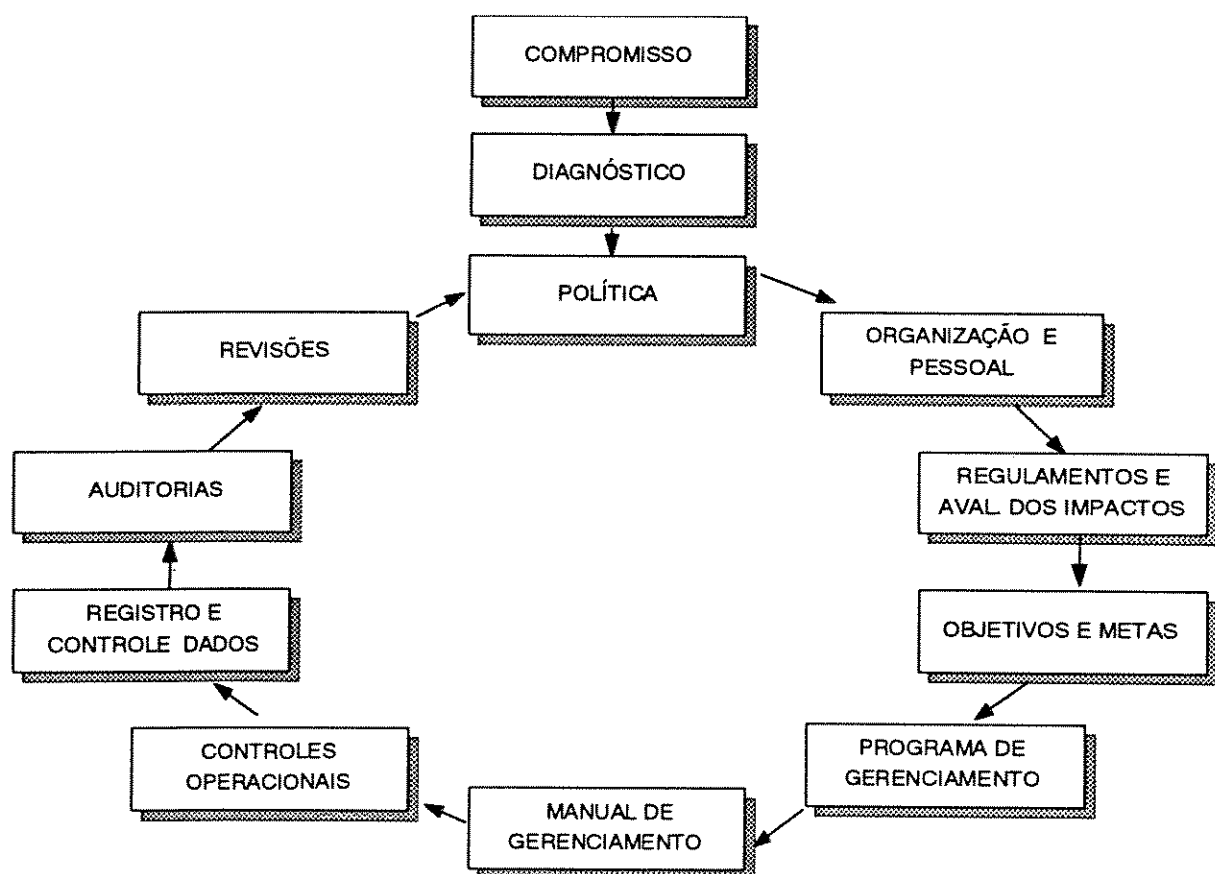 COMPROMISSO
DIAGNÓSTICO
POLÍTICA
ORGANIZAÇÃO E
PESSOAL
REGULAMENTOS E
AVAL. DOS IMPACTOS
OBJETIVOS E METAS
PROGRAMA DE
GERENCIAMENTO
MANUAL DE
GERENCIAMENTO
CONTROLES
OPERACIONAIS
REGISTRO E
CONTROLE DADOS
AUDITORIAS
REVISÕES